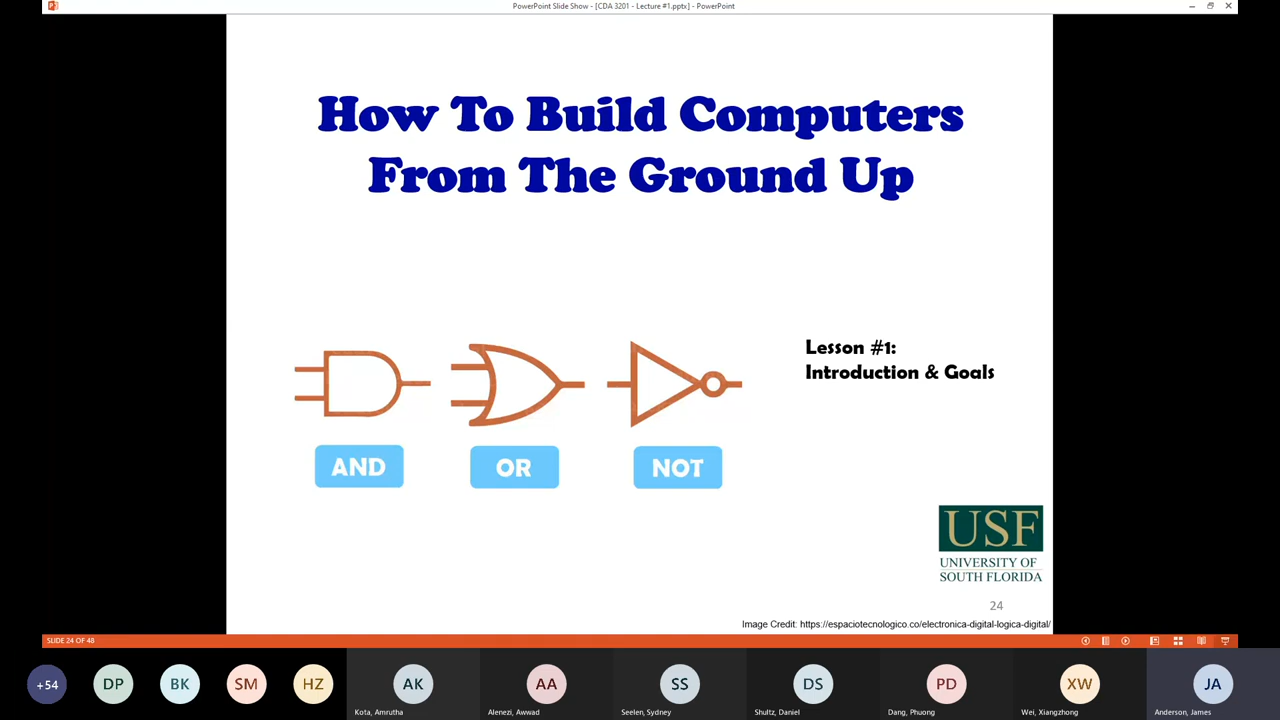 PowerPoint Slide Show - [CDA 3201 - Lecture #1.pptx] - PowerPoint
How To Build Computers
From The Ground Up
Lesson #1:
Introduction & Goals
AND
OR
NOT
USF
UNIVERSITY OF
SOUTH FLORIDA
24
Image Credit: https://espaciotecnologico.co/electronica-digital-logica-digital/
SLIDE 24 OF 48
+54
DP
BK
SM
HZ
AK
AA
SS
DS
PD
XW
JA
Kota, Amrutha
Alenezi, Awwad
Seelen, Sydney
Shultz, Daniel
Dang, Phuong
Wei, Xiangzhong
Anderson, James